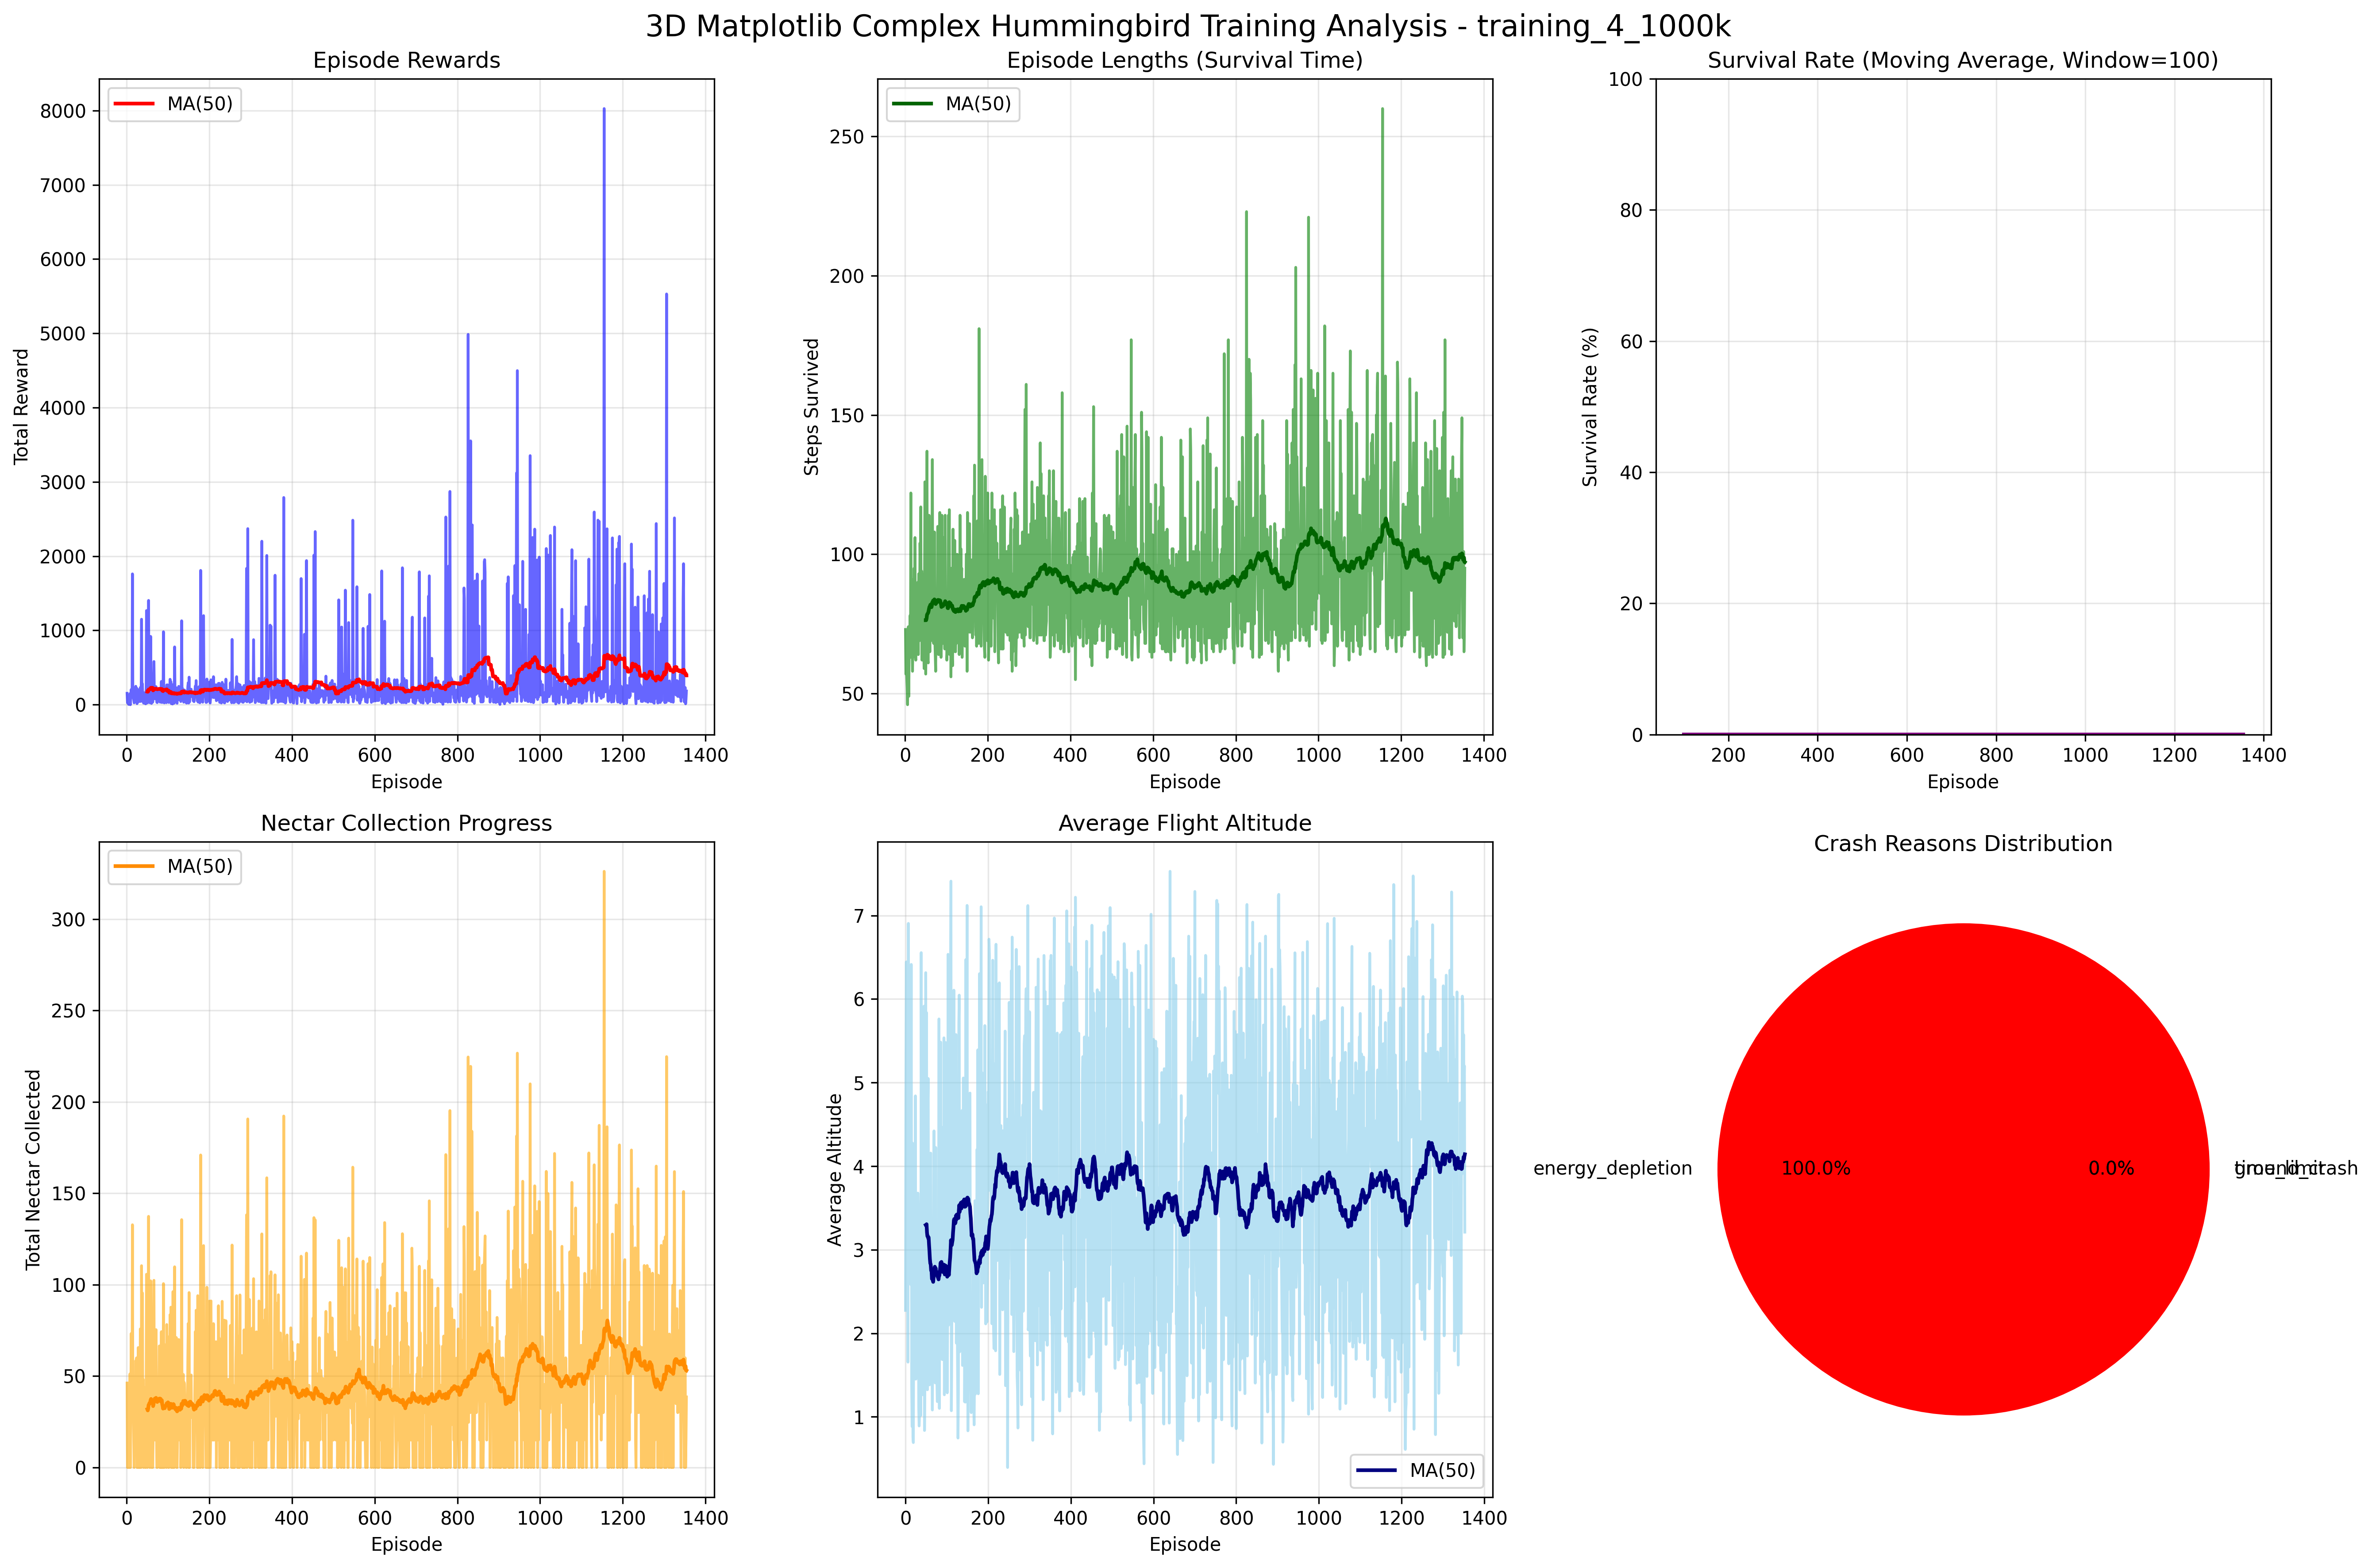 3D Matplotlib Complex Hummingbird Training Analysis - training_4_1000k
Episode Rewards
MA(50)
8000
7000
6000
5000
4000
3000
2000
1000
0
Total Reward
0 200 400 600 800 1000 1200 1400
Episode
Episode Lengths (Survival Time)
MA(50)
250
200
150
100
50
Steps Survived
0 200 400 600 800 1000 1200 1400
Episode
Survival Rate (Moving Average, Window=100)
100
80
60
40
20
0
Survival Rate (%)
200 400 600 800 1000 1200 1400
Episode
Nectar Collection Progress
MA(50)
300
250
200
150
100
50
0
Total Nectar Collected
0 200 400 600 800 1000 1200 1400
Episode
Average Flight Altitude
7
6
5
4
3
2
1
Average Altitude
MA(50)
0 200 400 600 800 1000 1200 1400
Episode
Crash Reasons Distribution
energy_depletion
100.0%
0.0%
time_limit
ground_crash